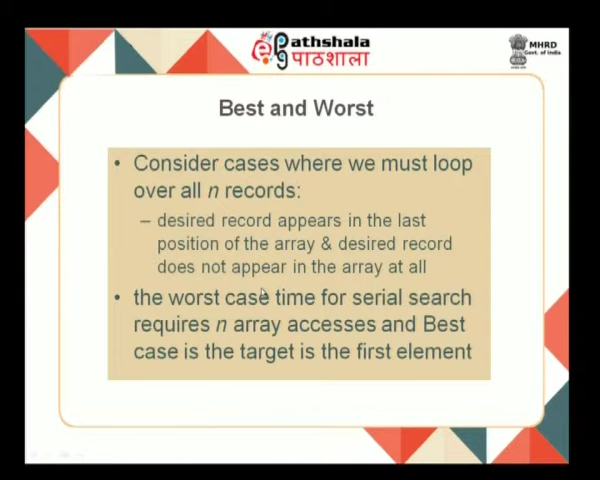 Pathshala
पाठशाला
MHRD
Govt. of India
Best and Worst
• Consider cases where we must loop
over all n records:
– desired record appears in the last
position of the array & desired record
does not appear in the array at all
• the worst case time for serial search
requires n array accesses and Best
case is the target is the first element